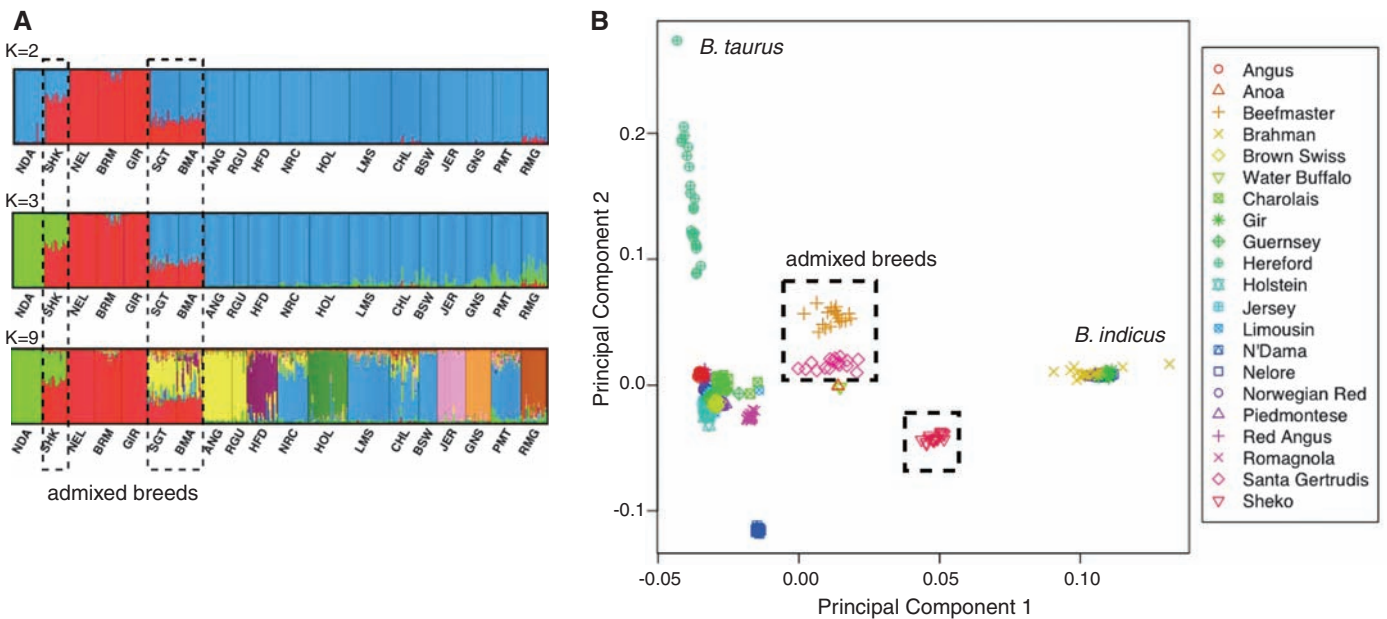 A
K=2
NDA SHK NEL BRM GIR SGT BMA ANG RGU HFD NRC HOL LMS CHL BSW JER GNS PMT RMG
K=3
NDA SHK NEL BRM GIR SGT BMA ANG RGU HFD NRC HOL LMS CHL BSW JER GNS PMT RMG
K=9
NDA SHK NEL BRM GIR SGT BMA ANG RGU HFD NRC HOL LMS CHL BSW JER GNS PMT RMG
admixed breeds
B
B. taurus
admixed breeds
B. indicus
0.2
0.1
0.0
-0.1
Principal Component 2
-0.05 0.00 0.05 0.10
Principal Component 1
Angus
Anoa
Beefmaster
Brahman
Brown Swiss
Water Buffalo
Charolais
Gir
Guernsey
Hereford
Holstein
Jersey
Limousin
N'Dama
Nelore
Norwegian Red
Piedmontese
Red Angus
Romagnola
Santa Gertrudis
Sheko